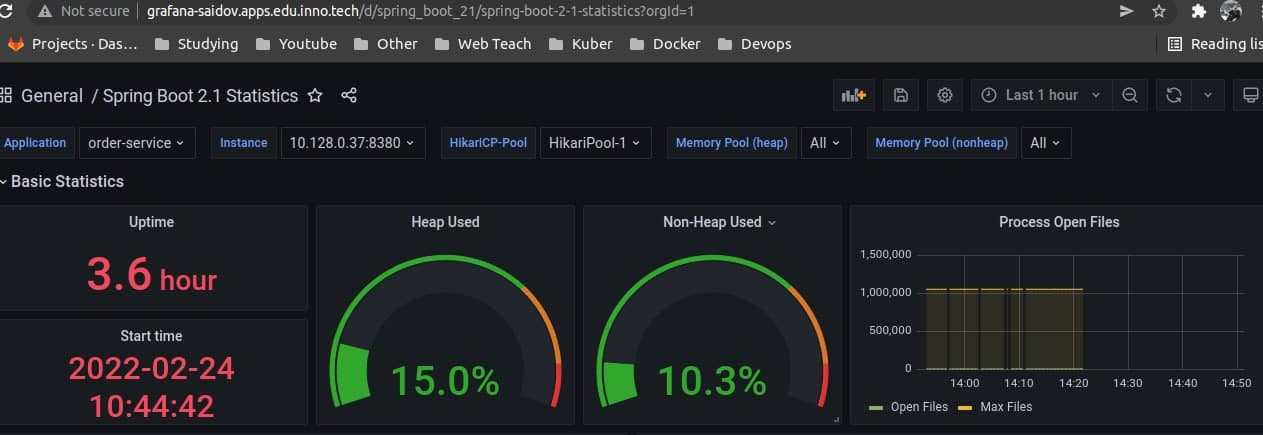 Not secure | grafana-saidov.apps.edu.inno.tech/d/spring_boot_21/spring-boot-2-1-statistics?orgId=1
Projects · Das… Studying Youtube Other Web Teach Kuber Docker Devops Reading lis
General / Spring Boot 2.1 Statistics Last 1 hour
Application order-service Instance 10.128.0.37:8380 HikariCP-Pool HikariPool-1 Memory Pool (heap) All Memory Pool (nonheap) All
Basic Statistics
Uptime
3.6 hour
Start time
2022-02-24
10:44:42
Heap Used
15.0%
Non-Heap Used
10.3%
Process Open Files
1,500,000
1,000,000
500,000
0
14:00 14:10 14:20 14:30 14:40 14:50
Open Files Max Files